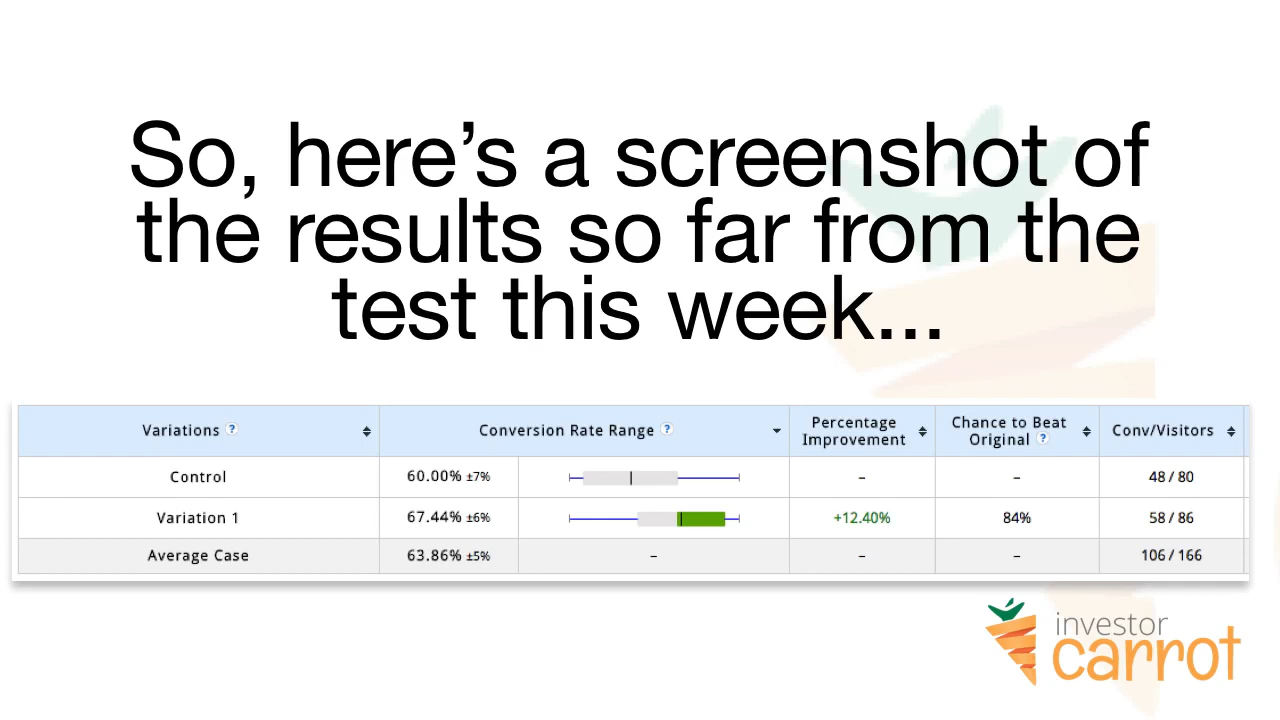 So, here’s a screenshot of
the results so far from the
test this week...
Variations ? Conversion Rate Range ? Percentage Improvement Chance to Beat Original ? Conv/Visitors
Control 60.00% ±7% – – 48 / 80
Variation 1 67.44% ±6% +12.40% 84% 58 / 86
Average Case 63.86% ±5% – – – 106 / 166
investor
carrot